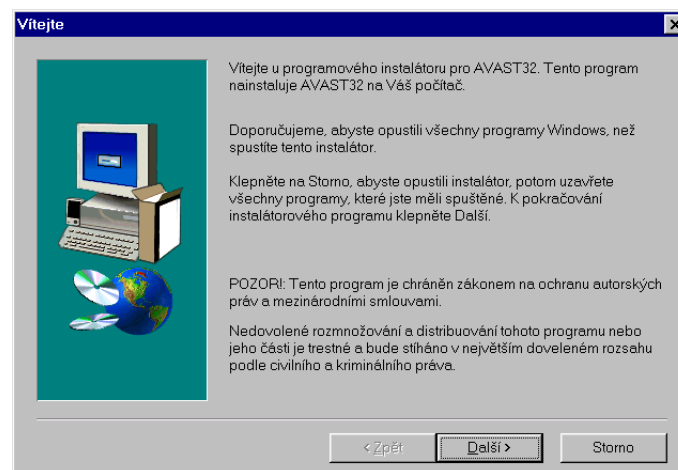 Vítejte
Vítejte u programového instalátoru pro AVAST32. Tento program
nainstaluje AVAST32 na Váš počítač.
Doporučujeme, abyste opustili všechny programy Windows, než
spustíte tento instalátor.
Klepněte na Storno, abyste opustili instalátor, potom uzavřete
všechny programy, které jste měli spuštěné. K pokračování
instalátorového programu klepněte Další.
POZOR!: Tento program je chráněn zákonem na ochranu autorských
práv a mezinárodními smlouvami.
Nedovolené rozmnožování a distribuování tohoto programu nebo
jeho části je trestné a bude stíháno v největším doveleném rozsahu
podle civilního a kriminálního práva.
< Zpět Další > Storno